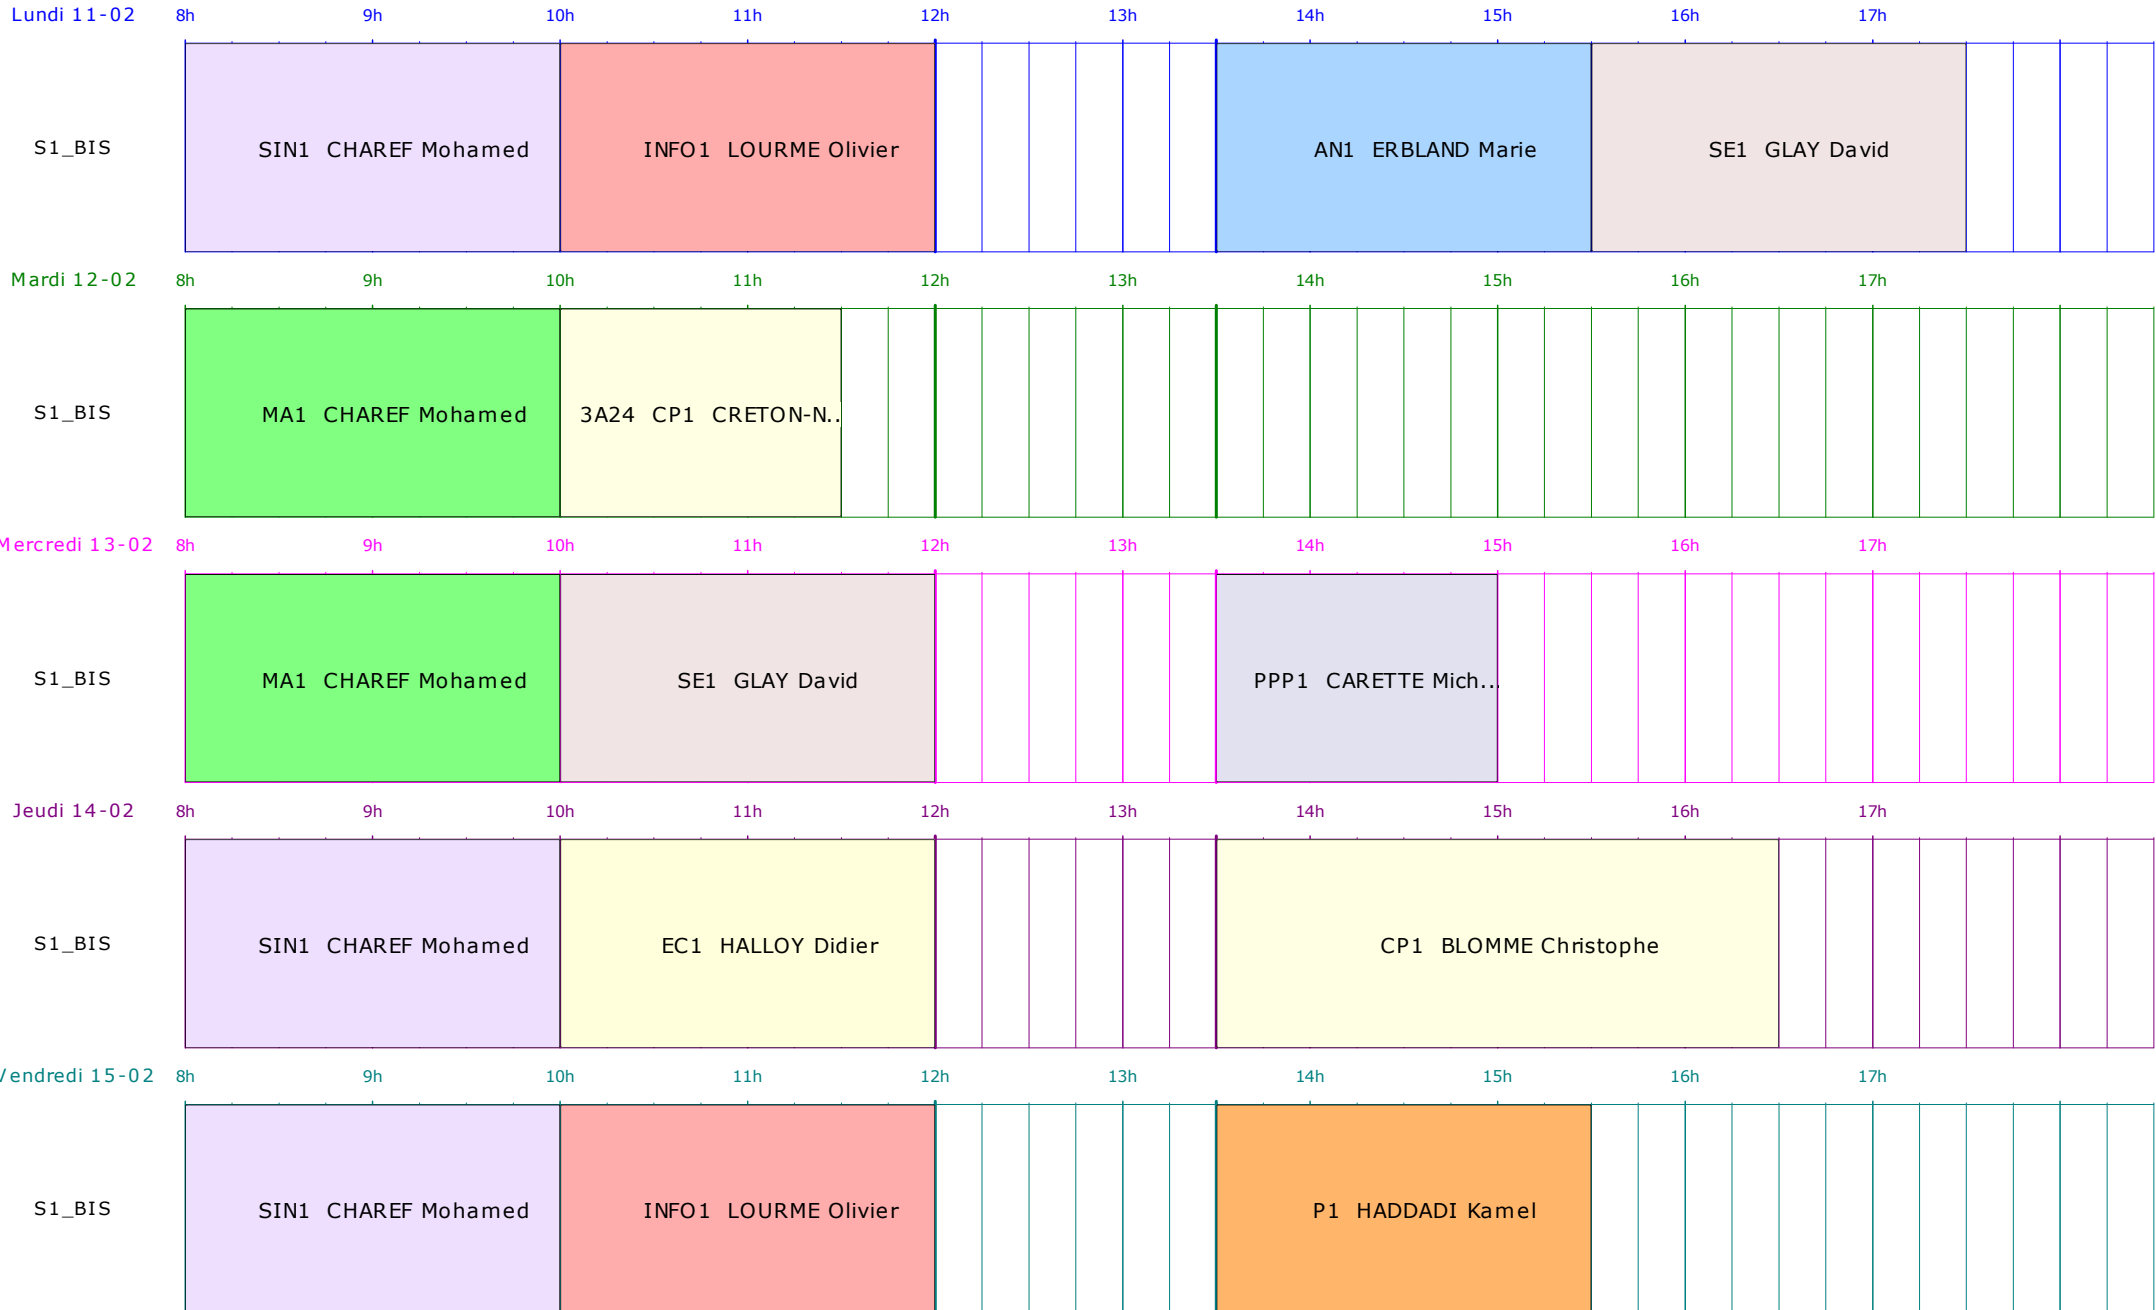 Lundi 11-02 8h 9h 10h 11h 12h 13h 14h 15h 16h 17h
S1_BIS SIN1 CHAREF Mohamed INFO1 LOURME Olivier AN1 ERBLAND Marie SE1 GLAY David
Mardi 12-02 8h 9h 10h 11h 12h 13h 14h 15h 16h 17h
S1_BIS MA1 CHAREF Mohamed 3A24 CP1 CRETON-N..
Mercredi 13-02 8h 9h 10h 11h 12h 13h 14h 15h 16h 17h
S1_BIS MA1 CHAREF Mohamed SE1 GLAY David PPP1 CARETTE Mich...
Jeudi 14-02 8h 9h 10h 11h 12h 13h 14h 15h 16h 17h
S1_BIS SIN1 CHAREF Mohamed EC1 HALLOY Didier CP1 BLOMME Christophe
Vendredi 15-02 8h 9h 10h 11h 12h 13h 14h 15h 16h 17h
S1_BIS SIN1 CHAREF Mohamed INFO1 LOURME Olivier P1 HADDADI Kamel